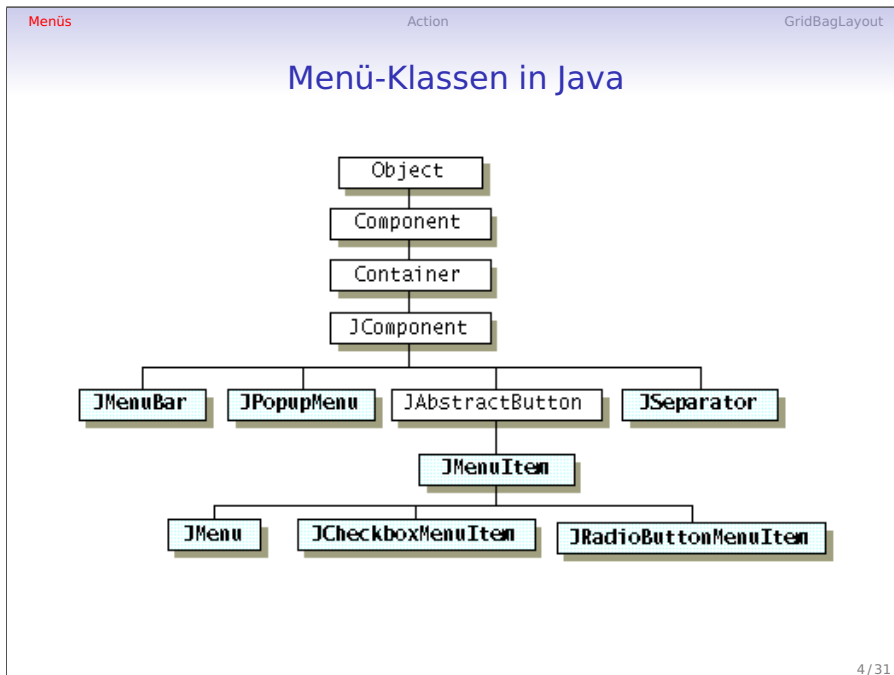 Menüs Action GridBagLayout
Menü-Klassen in Java
Object
Component
Container
JComponent
JMenuBar JPopupMenu JAbstractButton JSeparator
JMenuItem
JMenu JCheckboxMenuItem JRadioButtonMenuItem
4/31